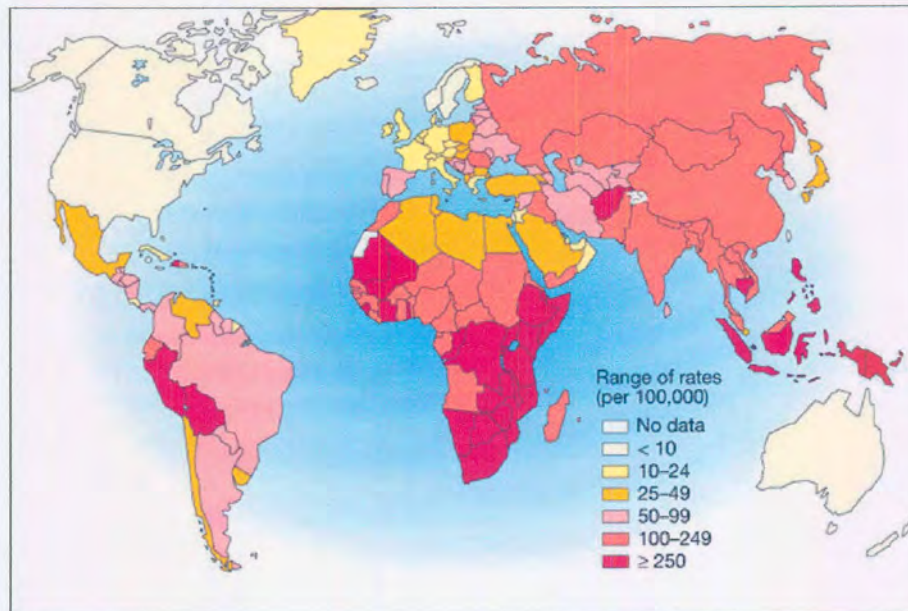 Range of rates
(per 100,000)
No data
< 10
10–24
25–49
50–99
100–249
≥ 250